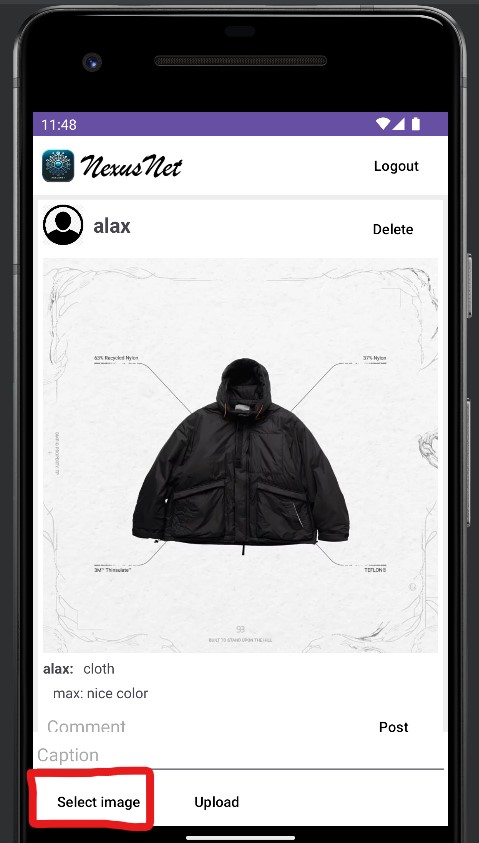 11:48
NexusNet
Logout
alax
Delete
63% Recycled Nylon
37% Nylon
3M™ Thinsulate™
TEFLON®
BUILT TO STAND UPON THE HILL
alax: cloth
max: nice color
Comment
Post
Caption
Select image
Upload